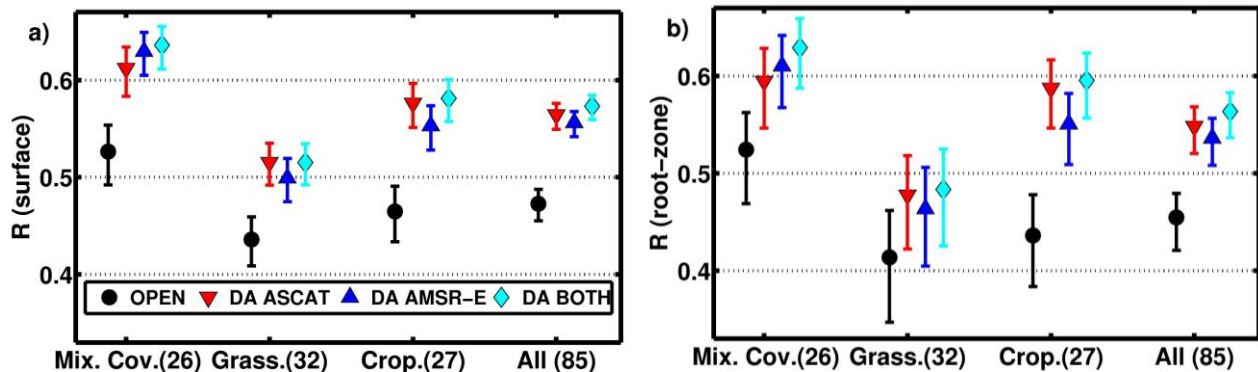 a)
R (surface)
0.6
0.5
0.4
OPEN DA ASCAT DA AMSR-E DA BOTH
Mix. Cov.(26) Grass.(32) Crop.(27) All (85)
b)
R (root-zone)
0.6
0.5
0.4
Mix. Cov.(26) Grass.(32) Crop.(27) All (85)